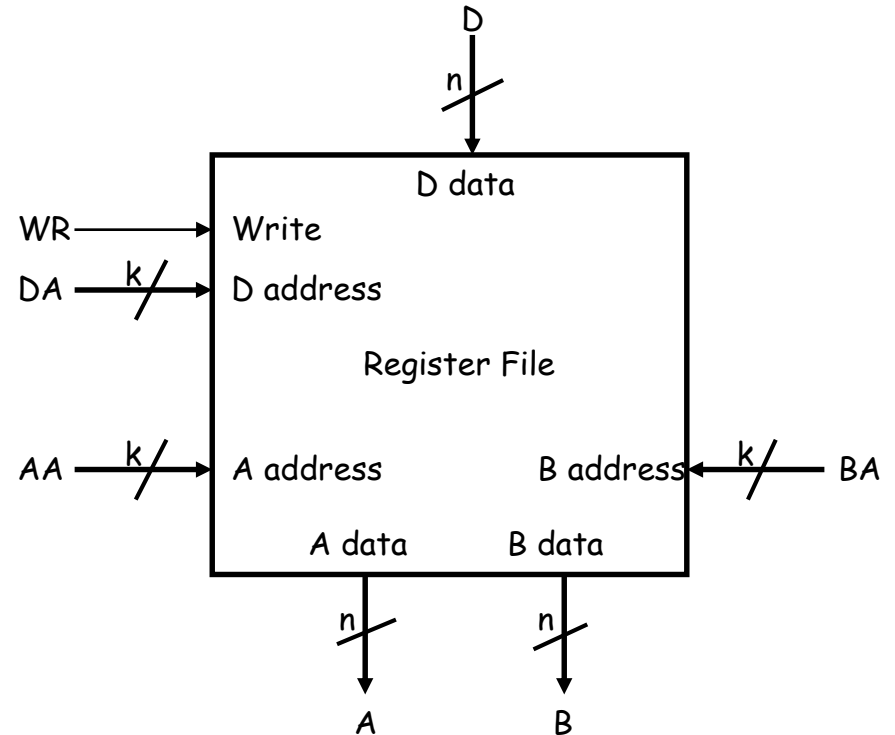 D
n
D data
WR
Write
DA
k
D address
Register File
AA
k
A address
B address
k
BA
A data
B data
n
n
A
B